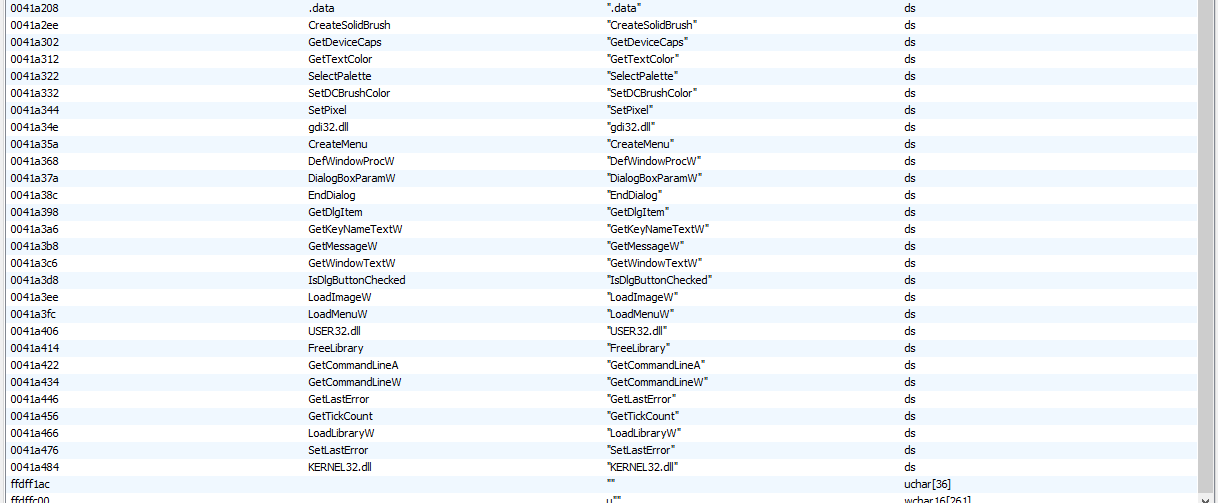 0041a208 .data ".data" ds
0041a2ee CreateSolidBrush "CreateSolidBrush" ds
0041a302 GetDeviceCaps "GetDeviceCaps" ds
0041a312 GetTextColor "GetTextColor" ds
0041a322 SelectPalette "SelectPalette" ds
0041a332 SetDCBrushColor "SetDCBrushColor" ds
0041a344 SetPixel "SetPixel" ds
0041a34e gdi32.dll "gdi32.dll" ds
0041a35a CreateMenu "CreateMenu" ds
0041a368 DefWindowProcW "DefWindowProcW" ds
0041a37a DialogBoxParamW "DialogBoxParamW" ds
0041a38c EndDialog "EndDialog" ds
0041a398 GetDlgItem "GetDlgItem" ds
0041a3a6 GetKeyNameTextW "GetKeyNameTextW" ds
0041a3b8 GetMessageW "GetMessageW" ds
0041a3c6 GetWindowTextW "GetWindowTextW" ds
0041a3d8 IsDlgButtonChecked "IsDlgButtonChecked" ds
0041a3ee LoadImageW "LoadImageW" ds
0041a3fc LoadMenuW "LoadMenuW" ds
0041a406 USER32.dll "USER32.dll" ds
0041a414 FreeLibrary "FreeLibrary" ds
0041a422 GetCommandLineA "GetCommandLineA" ds
0041a434 GetCommandLineW "GetCommandLineW" ds
0041a446 GetLastError "GetLastError" ds
0041a456 GetTickCount "GetTickCount" ds
0041a466 LoadLibraryW "LoadLibraryW" ds
0041a476 SetLastError "SetLastError" ds
0041a484 KERNEL32.dll "KERNEL32.dll" ds
ffdff1ac "" uchar[36]
ffdffc00 u"" wchar16[261]